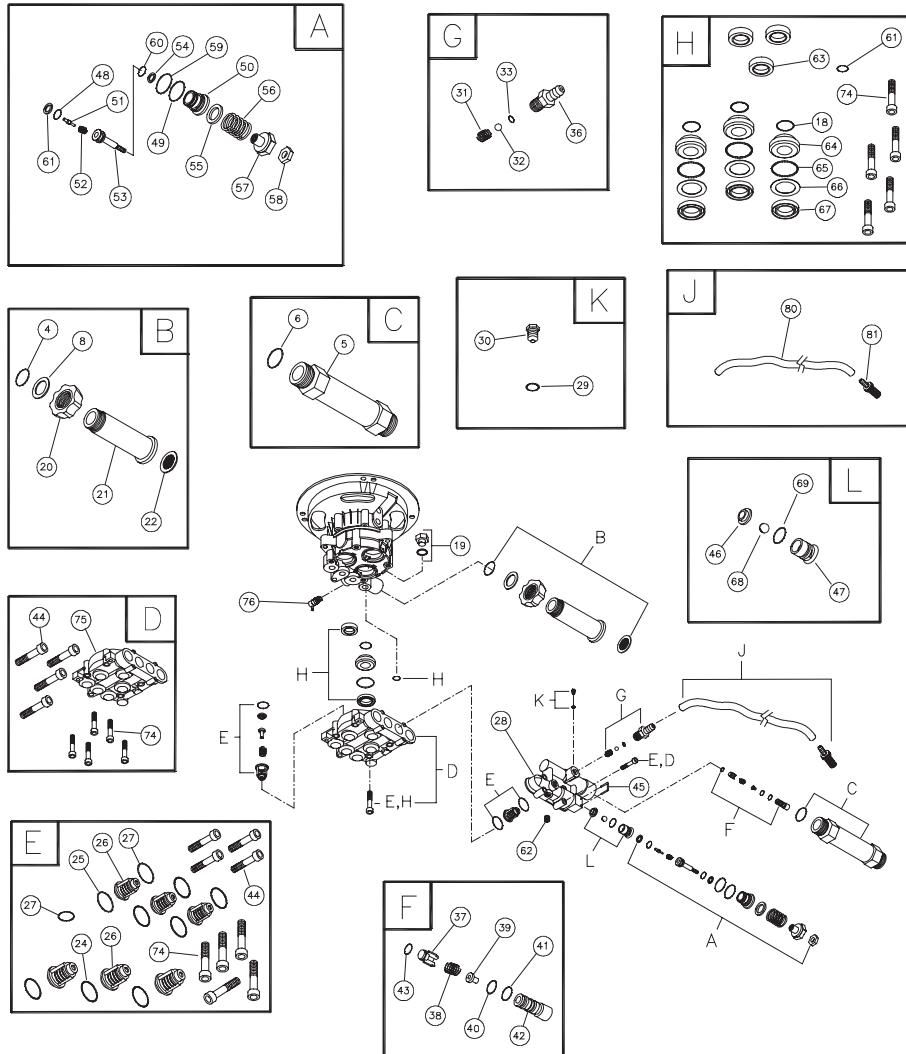 A
60
54
59
50
56
48
51
49
55
61
52
53
57
58
G
33
31
32
36
H
61
63
74
18
64
65
66
67
B
4
8
20
21
22
C
6
5
K
30
29
J
80
81
L
69
46
68
47
19
B
76
H
H
E
D
E,H
D
44
75
74
K
G
J
28
E,D
E
45
F
C
62
L
A
E
27
26
25
44
27
24
26
74
F
37
39
41
43
38
40
42